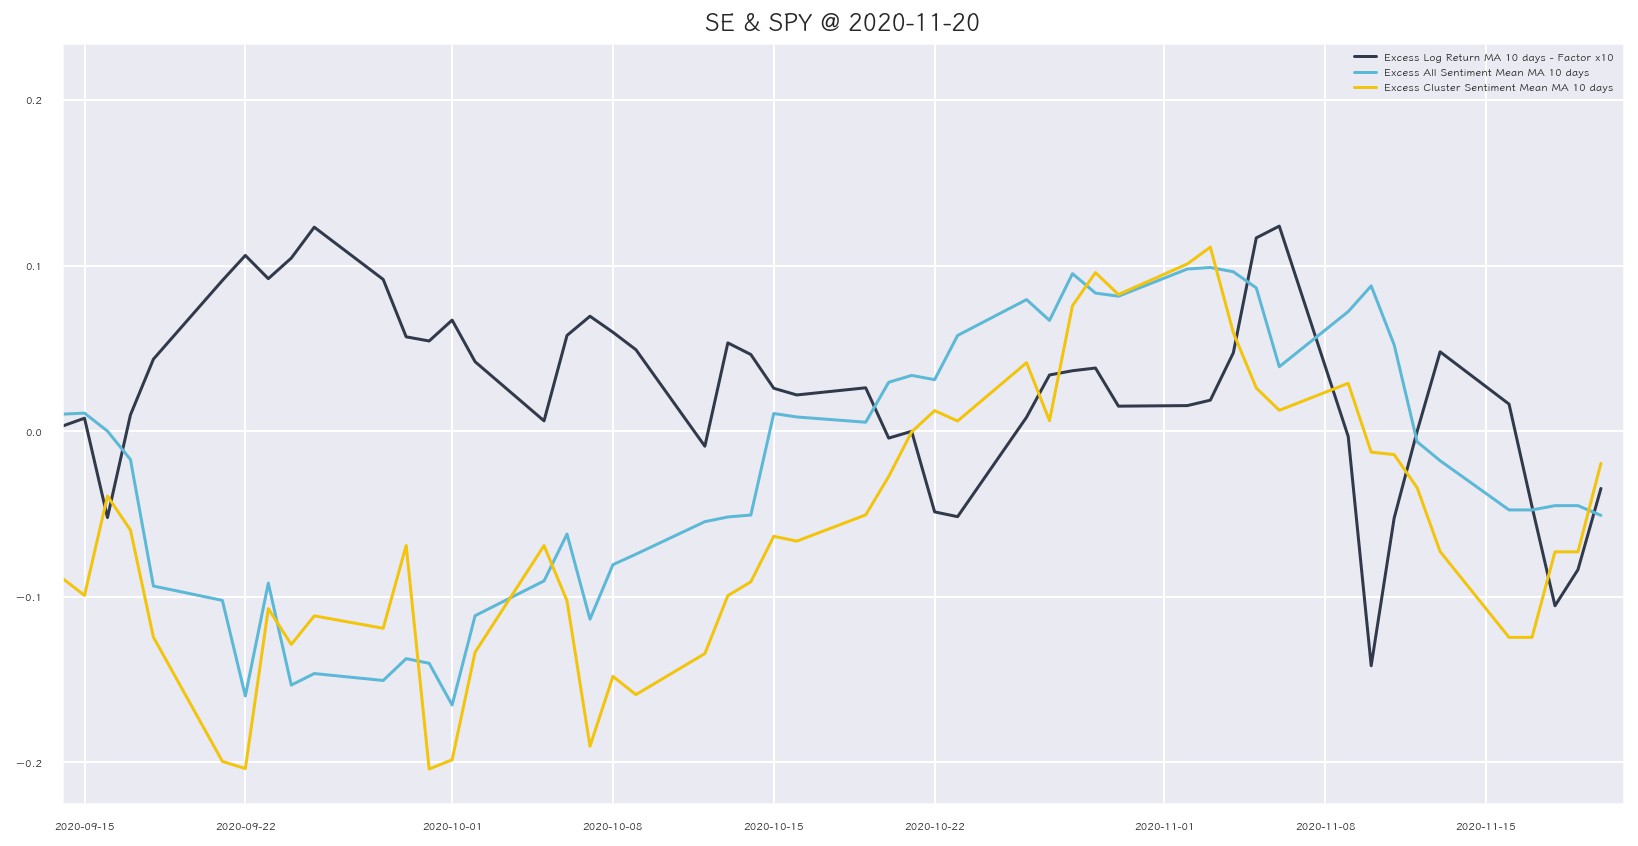 SE & SPY @ 2020-11-20
Excess Log Return MA 10 days - Factor x10
Excess All Sentiment Mean MA 10 days
Excess Cluster Sentiment Mean MA 10 days
0.2
0.1
0.0
−0.1
−0.2
2020-09-15 2020-09-22 2020-10-01 2020-10-08 2020-10-15 2020-10-22 2020-11-01 2020-11-08 2020-11-15